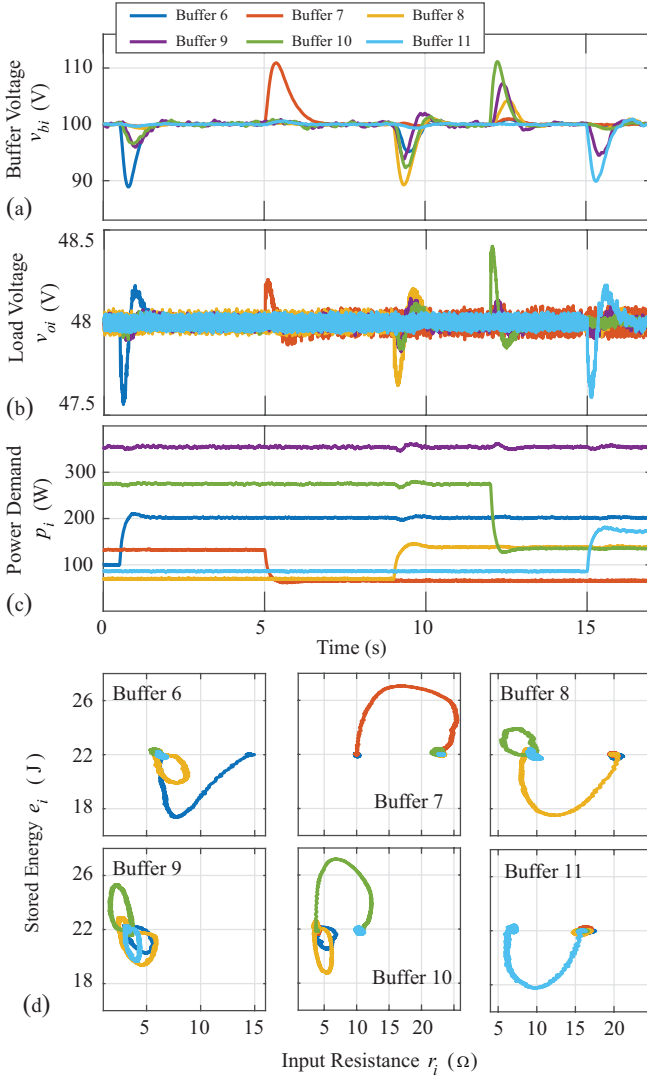 Buffer 6 Buffer 7 Buffer 8
Buffer 9 Buffer 10 Buffer 11
Buffer Voltage
v_bi (V)
110
100
90
(a)
Load Voltage
v_oi (V)
48.5
48
47.5
(b)
Power Demand
p_i (W)
300
200
100
(c)
0 5 10 15
Time (s)
Stored Energy e_i ( J )
26
22
18
Buffer 6
Buffer 7
Buffer 8
26
22
18
Buffer 9
Buffer 10
Buffer 11
(d)
5 10 15
5 10 15 20
5 10 15 20
Input Resistance r_i ( Ω )